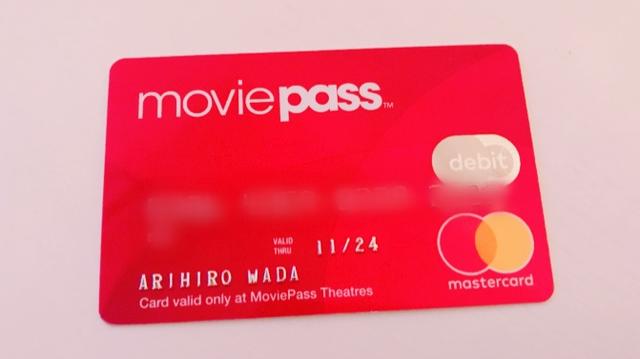 moviepass™
debit
VALID
THRU
11/24
ARIHIRO WADA
Card valid only at MoviePass Theatres
mastercard